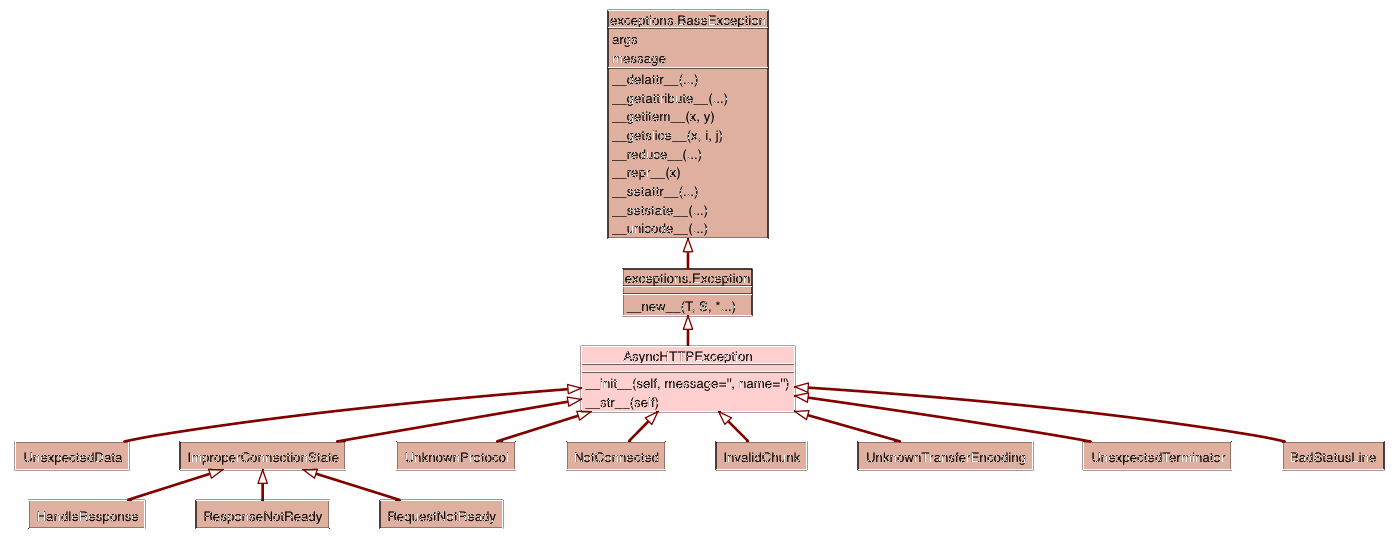 exceptions.BaseException
args
message
__delattr__(...)
__getattribute__(...)
__getitem__(x, y)
__getslice__(x, i, j)
__reduce__(...)
__repr__(x)
__setattr__(...)
__setstate__(...)
__unicode__(...)
exceptions.Exception
__new__(T, S, *...)
AsyncHTTPException
__init__(self, message='', name='')
__str__(self)
UnexpectedData
ImproperConnectionState
UnknownProtocol
NotConnected
InvalidChunk
UnknownTransferEncoding
UnexpectedTerminator
BadStatusLine
HandleResponse
ResponseNotReady
RequestNotReady